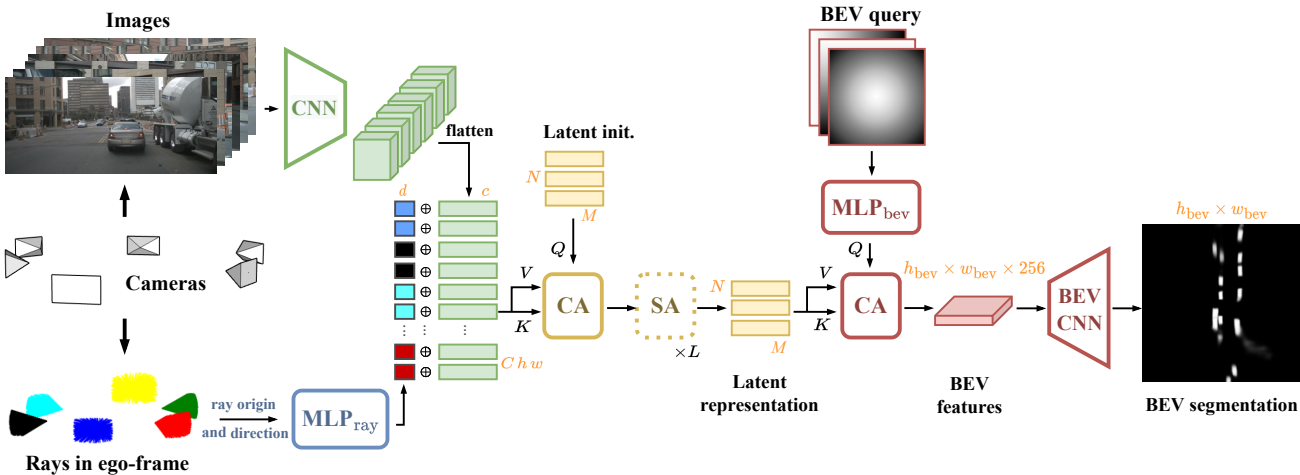 Images
CNN
flatten
Latent init.
BEV query
d
c
⊕
⊕
⊕
⊕
⊕
⊕
⋮ ⋮ ⋮
⊕
⊕
C h w
N
M
Q
V
K
CA
SA
×L
N
M
V
K
MLP_bev
Q
CA
h_bev × w_bev × 256
BEV
CNN
h_bev × w_bev
Cameras
ray origin
and direction
MLP_ray
Latent
representation
BEV
features
BEV segmentation
Rays in ego-frame